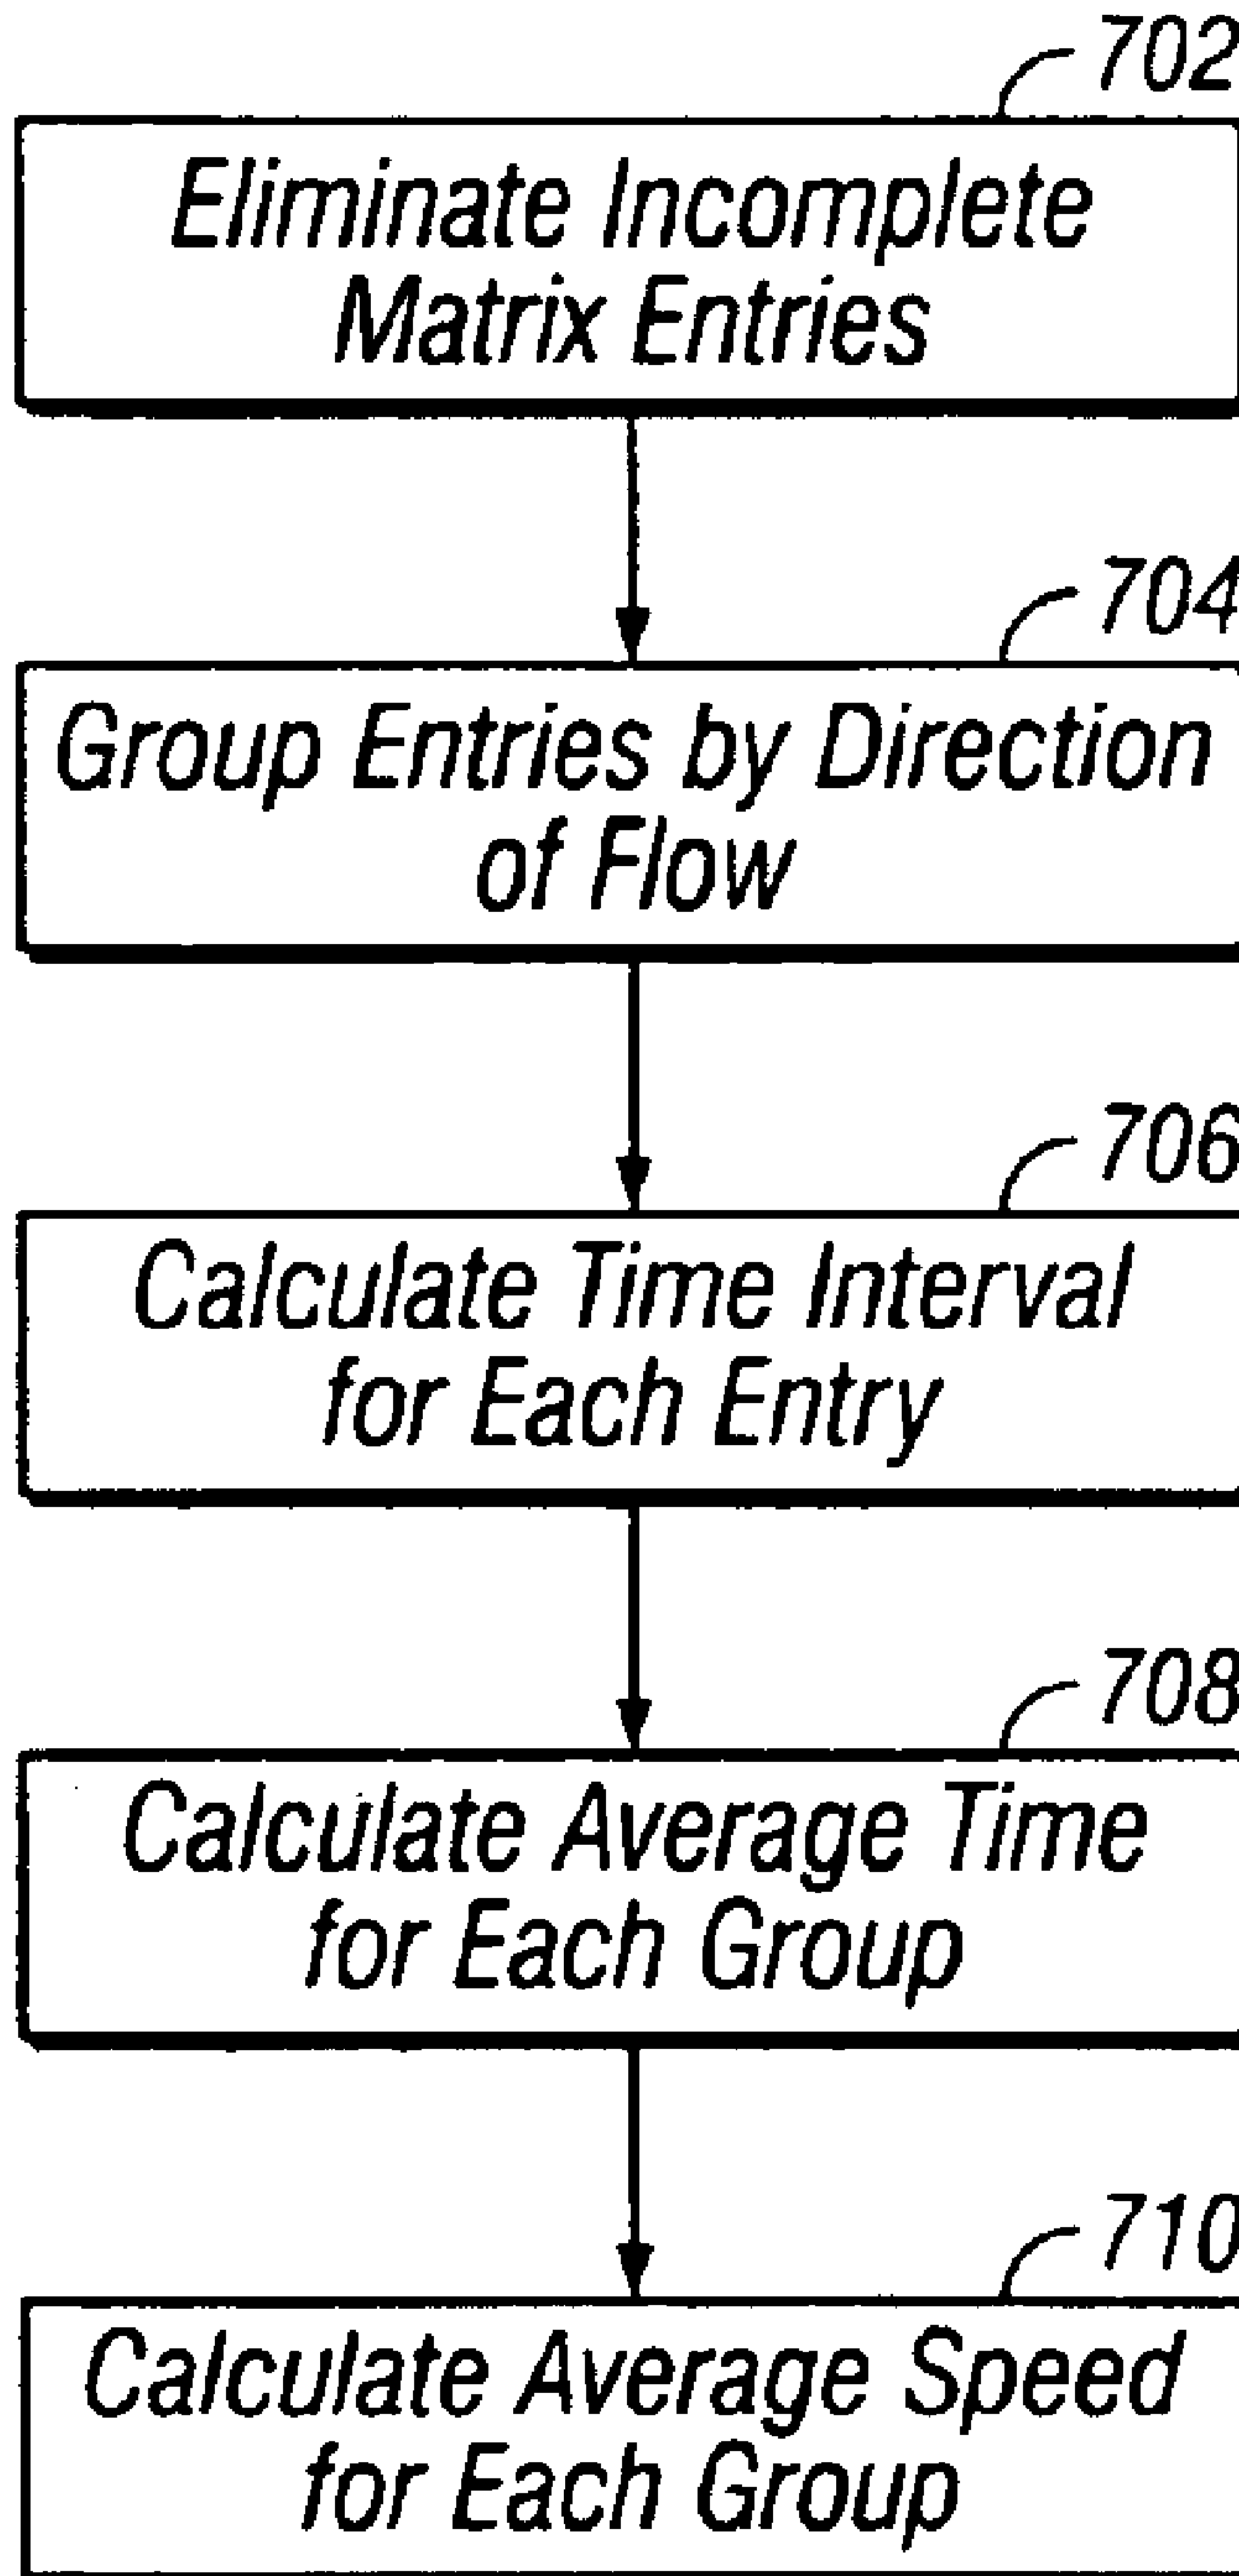 702
Eliminate Incomplete
Matrix Entries
704
Group Entries by Direction
of Flow
706
Calculate Time Interval
for Each Entry
708
Calculate Average Time
for Each Group
710
Calculate Average Speed
for Each Group